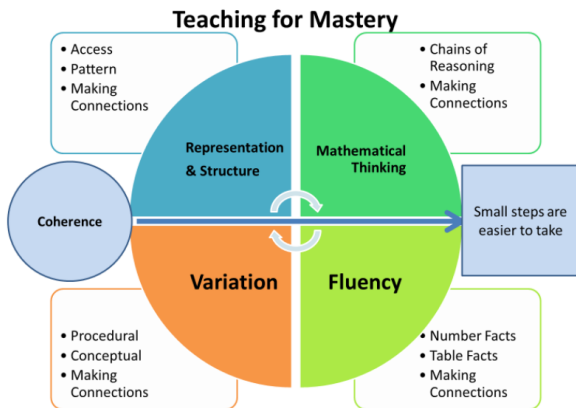 Teaching for Mastery
• Access
• Pattern
• Making
Connections
• Chains of
Reasoning
• Making
Connections
Representation
& Structure
Mathematical
Thinking
Coherence
Small steps are
easier to take
Variation
Fluency
• Procedural
• Conceptual
• Making
Connections
• Number Facts
• Table Facts
• Making
Connections